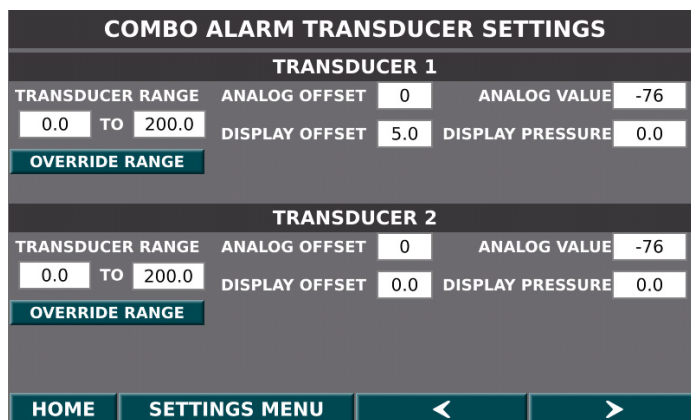 COMBO ALARM TRANSDUCER SETTINGS
TRANSDUCER 1
TRANSDUCER RANGE ANALOG OFFSET 0 ANALOG VALUE -76
0.0 TO 200.0 DISPLAY OFFSET 5.0 DISPLAY PRESSURE 0.0
OVERRIDE RANGE
TRANSDUCER 2
TRANSDUCER RANGE ANALOG OFFSET 0 ANALOG VALUE -76
0.0 TO 200.0 DISPLAY OFFSET 0.0 DISPLAY PRESSURE 0.0
OVERRIDE RANGE
HOME SETTINGS MENU < >